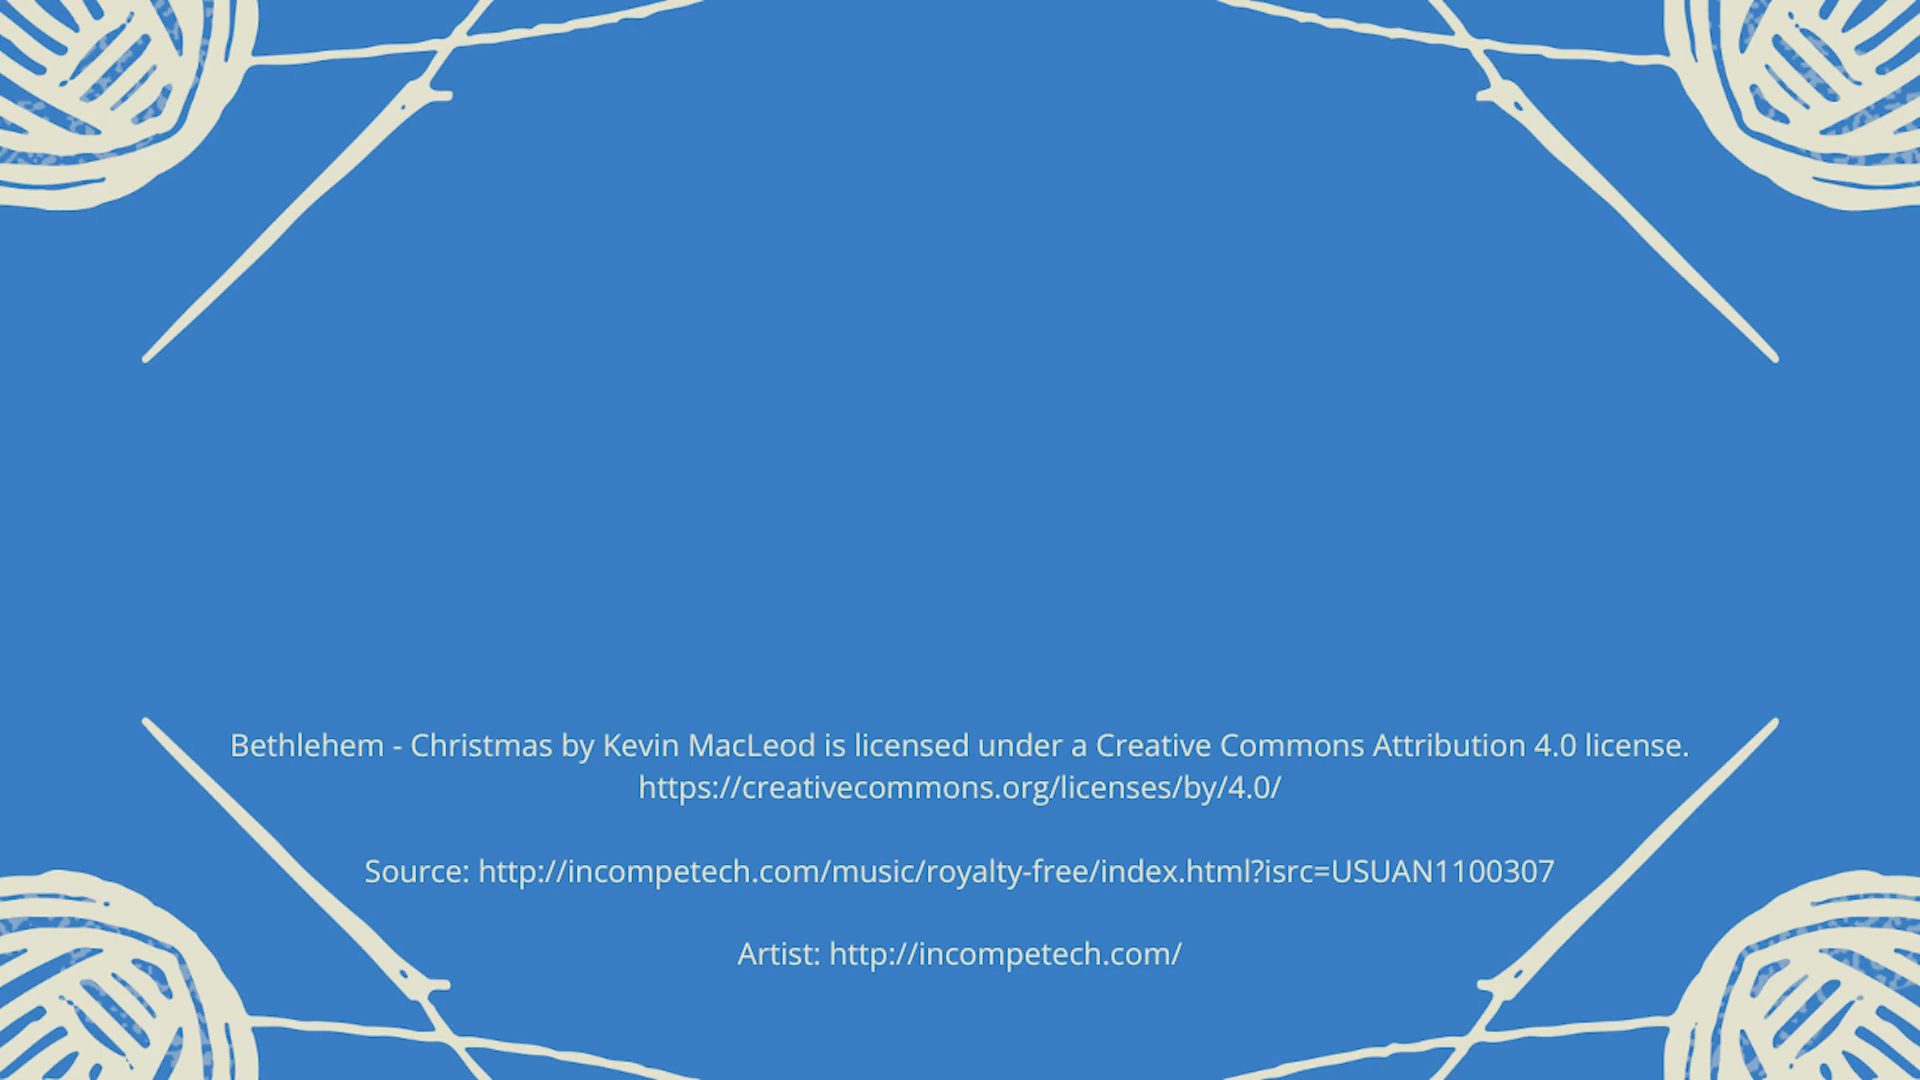 Bethlehem - Christmas by Kevin MacLeod is licensed under a Creative Commons Attribution 4.0 license.
https://creativecommons.org/licenses/by/4.0/
Source: http://incompetech.com/music/royalty-free/index.html?isrc=USUAN1100307
Artist: http://incompetech.com/